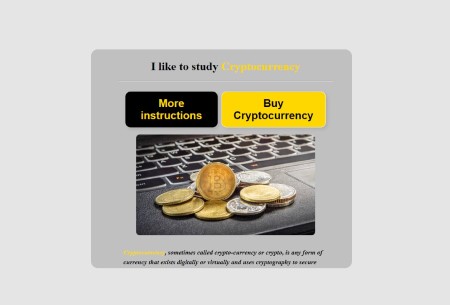 I like to study Cryptocurrency
More
instructions
Buy
Cryptocurrency
Cryptocurrency, sometimes called crypto-currency or crypto, is any form of
currency that exists digitally or virtually and uses cryptography to secure